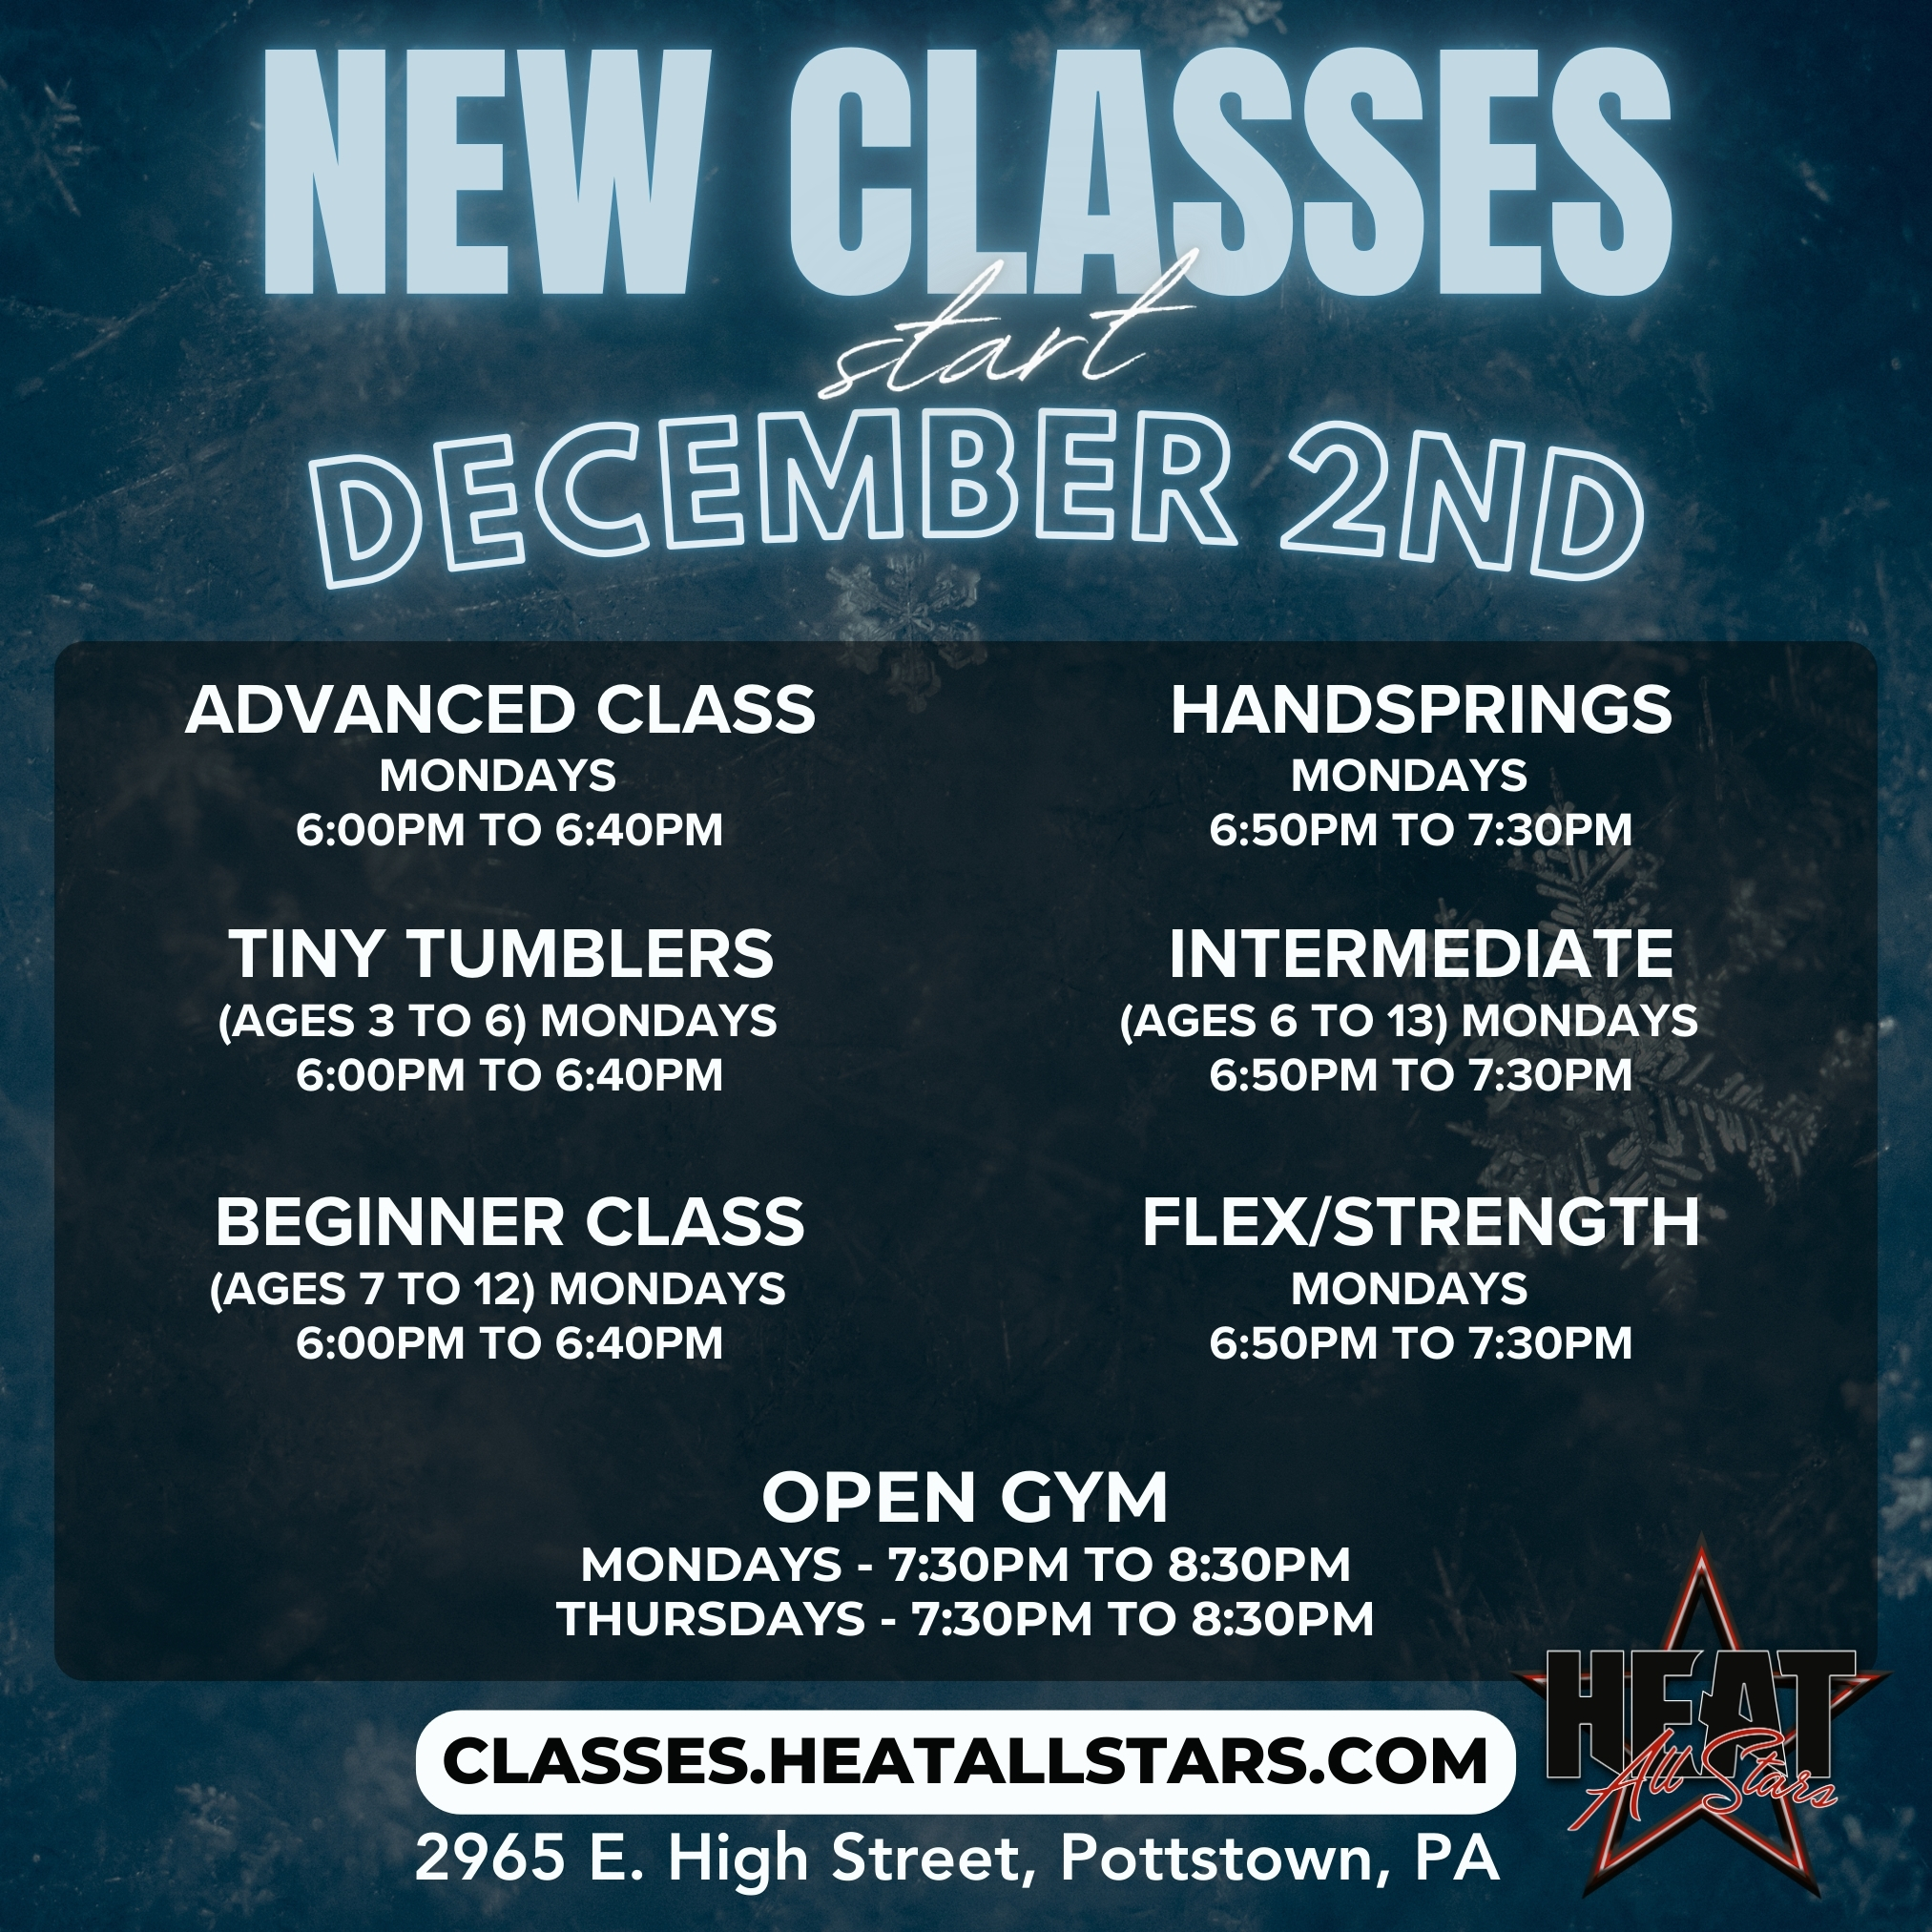 NEW CLASSES
start
DECEMBER 2ND
ADVANCED CLASS
MONDAYS
6:00PM TO 6:40PM
HANDSPRINGS
MONDAYS
6:50PM TO 7:30PM
TINY TUMBLERS
(AGES 3 TO 6) MONDAYS
6:00PM TO 6:40PM
INTERMEDIATE
(AGES 6 TO 13) MONDAYS
6:50PM TO 7:30PM
BEGINNER CLASS
(AGES 7 TO 12) MONDAYS
6:00PM TO 6:40PM
FLEX/STRENGTH
MONDAYS
6:50PM TO 7:30PM
OPEN GYM
MONDAYS - 7:30PM TO 8:30PM
THURSDAYS - 7:30PM TO 8:30PM
CLASSES.HEATALLSTARS.COM
2965 E. High Street, Pottstown, PA
HEAT
All Stars